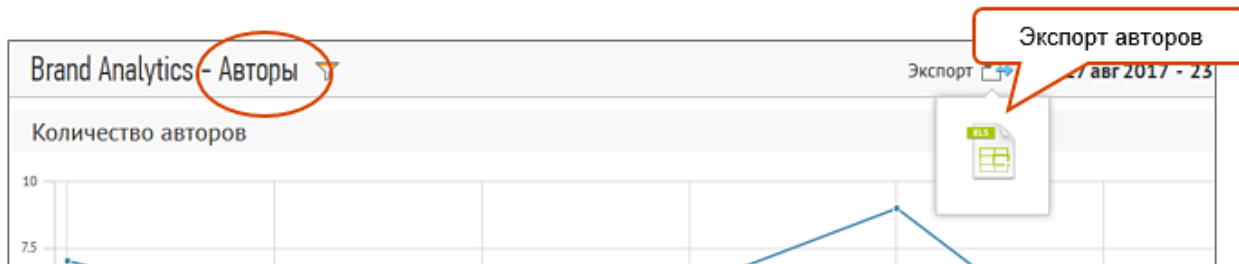 Экспорт авторов
Brand Analytics - Авторы
Экспорт
27 авг 2017 - 23
Количество авторов
XLS
10
7.5